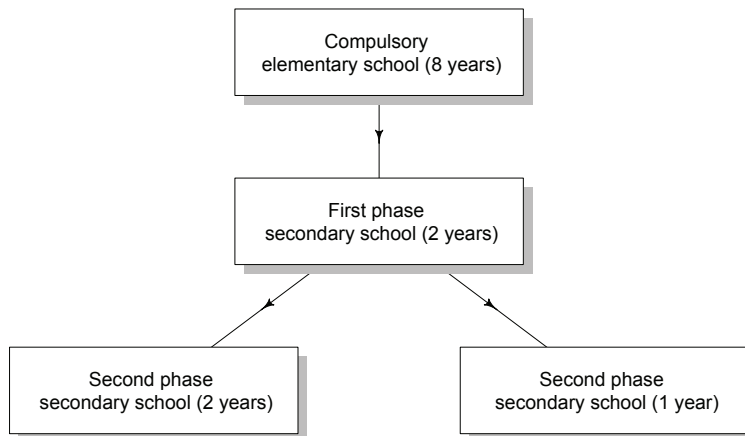 Compulsory
elementary school (8 years)
First phase
secondary school (2 years)
Second phase
secondary school (2 years)
Second phase
secondary school (1 year)